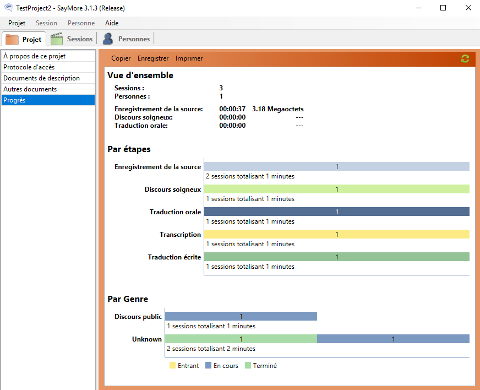 TestProject2 - SayMore 3.1.3 (Release)
Projet Session Personne Aide
Projet Sessions Personnes
À propos de ce projet
Protocole d'accès
Documents de description
Autres documents
Progrès
Copier Enregistrer Imprimer
Vue d'ensemble
Sessions : 3
Personnes : 1
Enregistrement de la source: 00:00:37 3.18 Megaoctets
Discours soigneux: 00:00:00 ---
Traduction orale: 00:00:00 ---
Par étapes
Enregistrement de la source 1
2 sessions totalisant 1 minutes
Discours soigneux 1
1 sessions totalisant 1 minutes
Traduction orale 1
1 sessions totalisant 1 minutes
Transcription 1
1 sessions totalisant 1 minutes
Traduction écrite 1
1 sessions totalisant 1 minutes
Par Genre
Discours public 1
1 sessions totalisant 1 minutes
Unknown 1 1
2 sessions totalisant 2 minutes
Entrant En cours Terminé